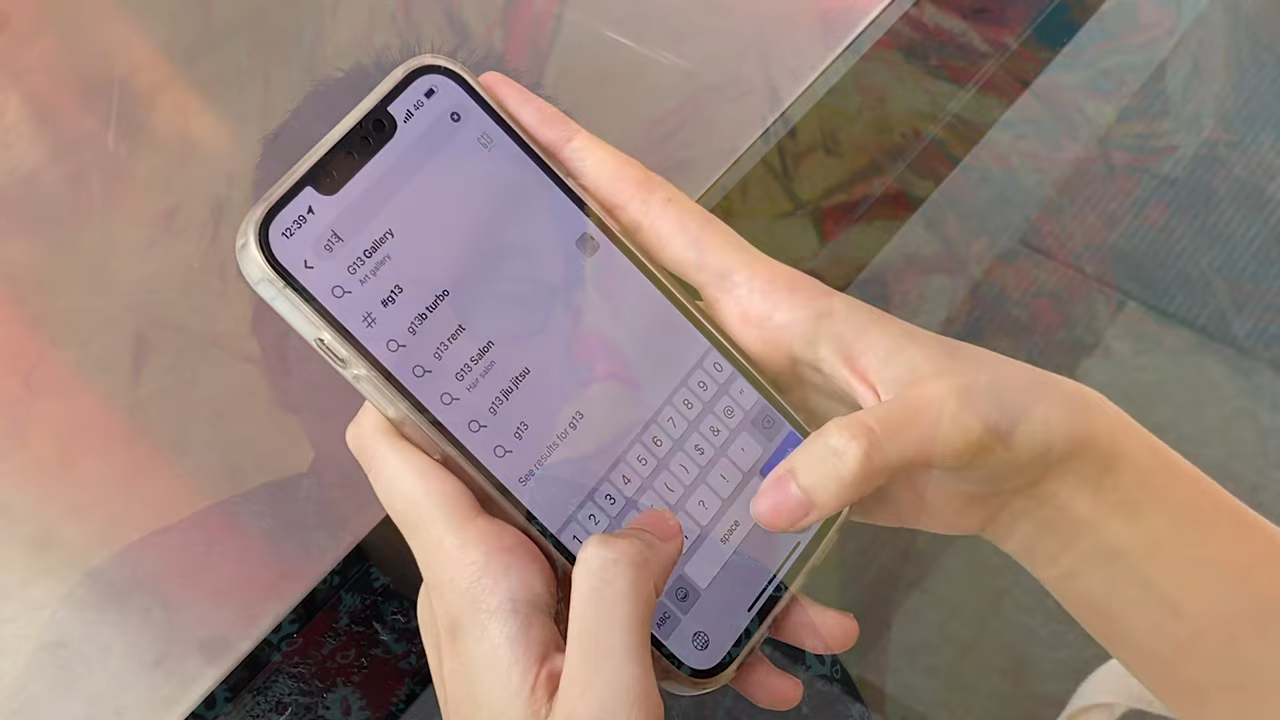 12:39
4G
g13
G13
G13 Gallery
Art gallery
#g13
g13b turbo
g13 rent
G13 Salon
Hair salon
g13 jiu jitsu
g13
See results for g13
1 2 3 4 5 6 7 8 9 0
( ) $ & @ "
? ! '
ABC space